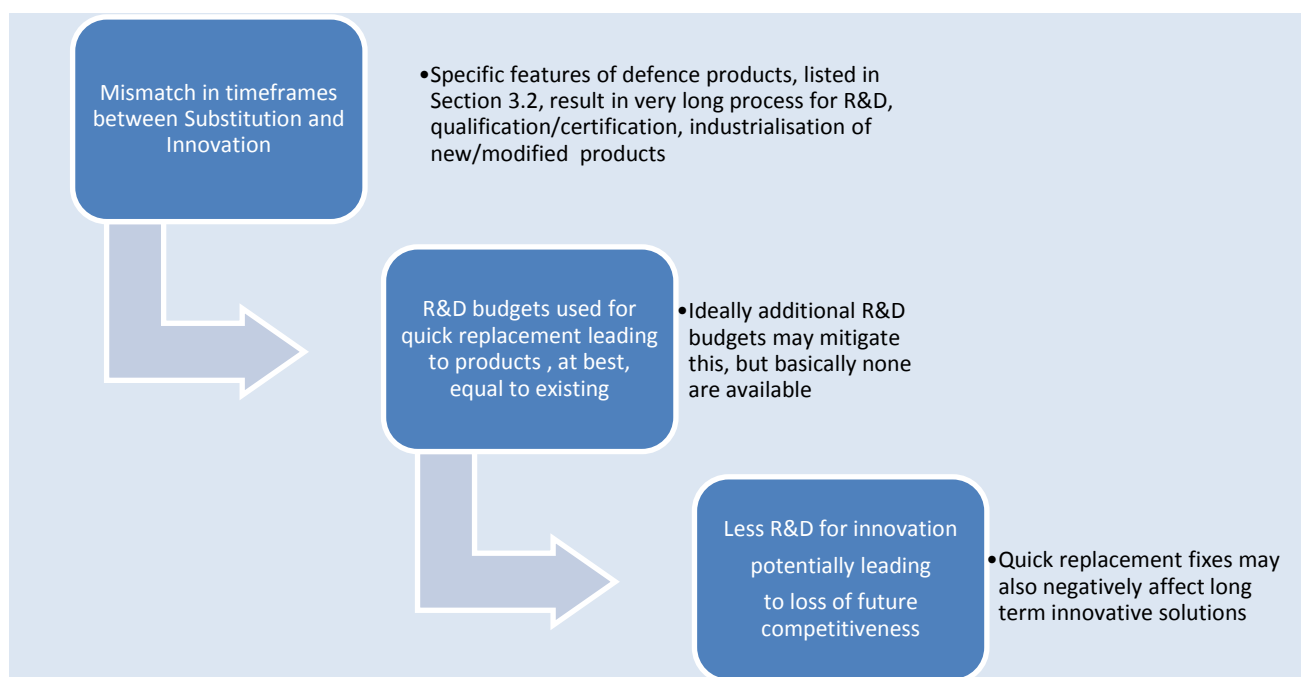 Mismatch in timeframes
between Substitution and
Innovation
•Specific features of defence products, listed in
Section 3.2, result in very long process for R&D,
qualification/certification, industrialisation of
new/modified products
R&D budgets used for
quick replacement leading
to products , at best,
equal to existing
•Ideally additional R&D
budgets may mitigate
this, but basically none
are available
Less R&D for innovation
potentially leading
to loss of future
competitiveness
•Quick replacement fixes may
also negatively affect long
term innovative solutions